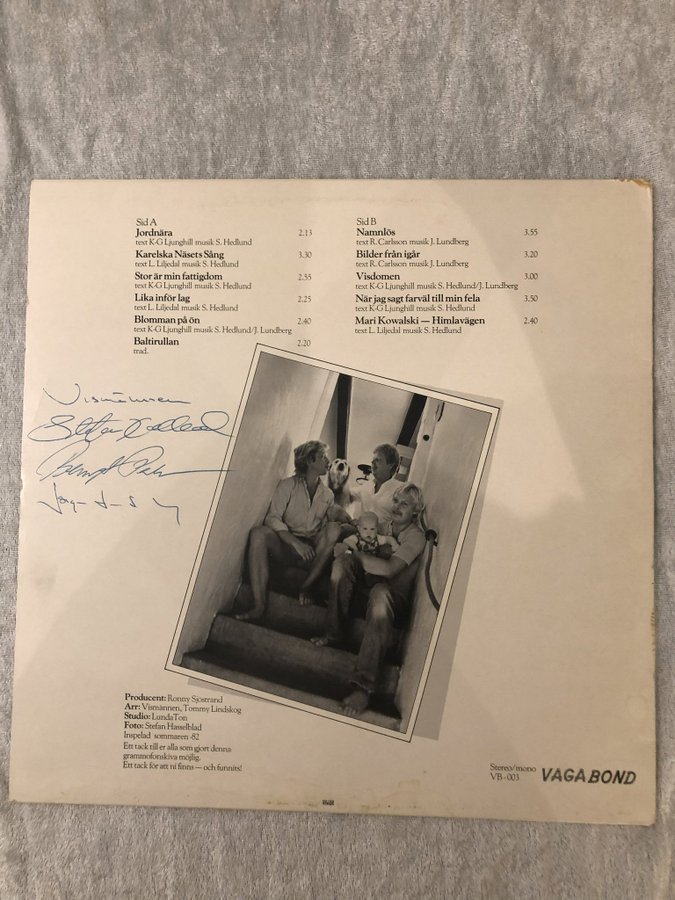 Sid A
Jordnära 2.13
text K-G Ljunghill musik S. Hedlund
Karelska Näsets Sång 3.30
text L. Liljedal musik S. Hedlund
Stor är min fattigdom 2.55
text K-G Ljunghill musik S. Hedlund
Lika inför lag 2.25
text L. Liljedal musik S. Hedlund
Blomman på ön 2.40
text K-G Ljunghill musik S. Hedlund/J. Lundberg
Baltirullan 2.20
trad.
Sid B
Namnlös 3.55
text R. Carlsson musik J. Lundberg
Bilder från igår 3.20
text R. Carlsson musik J. Lundberg
Visdomen 3.00
text K-G Ljunghill musik S. Hedlund/J. Lundberg
När jag sagt farväl till min fela 3.50
text K-G Ljunghill musik S. Hedlund
Mari Kowalski — Himlavägen 2.40
text L. Liljedal musik S. Hedlund
Vismännen
Producent: Ronny Sjöstrand
Arr: Vismännen, Tommy Lindskog
Studio: LundaTon
Foto: Stefan Hasselblad
Inspelad sommaren -82
Ett tack till er alla som gjort denna
grammofonskiva möjlig.
Ett tack för att ni finns — och funnits!
Stereo/mono
VB-003 VAGABOND